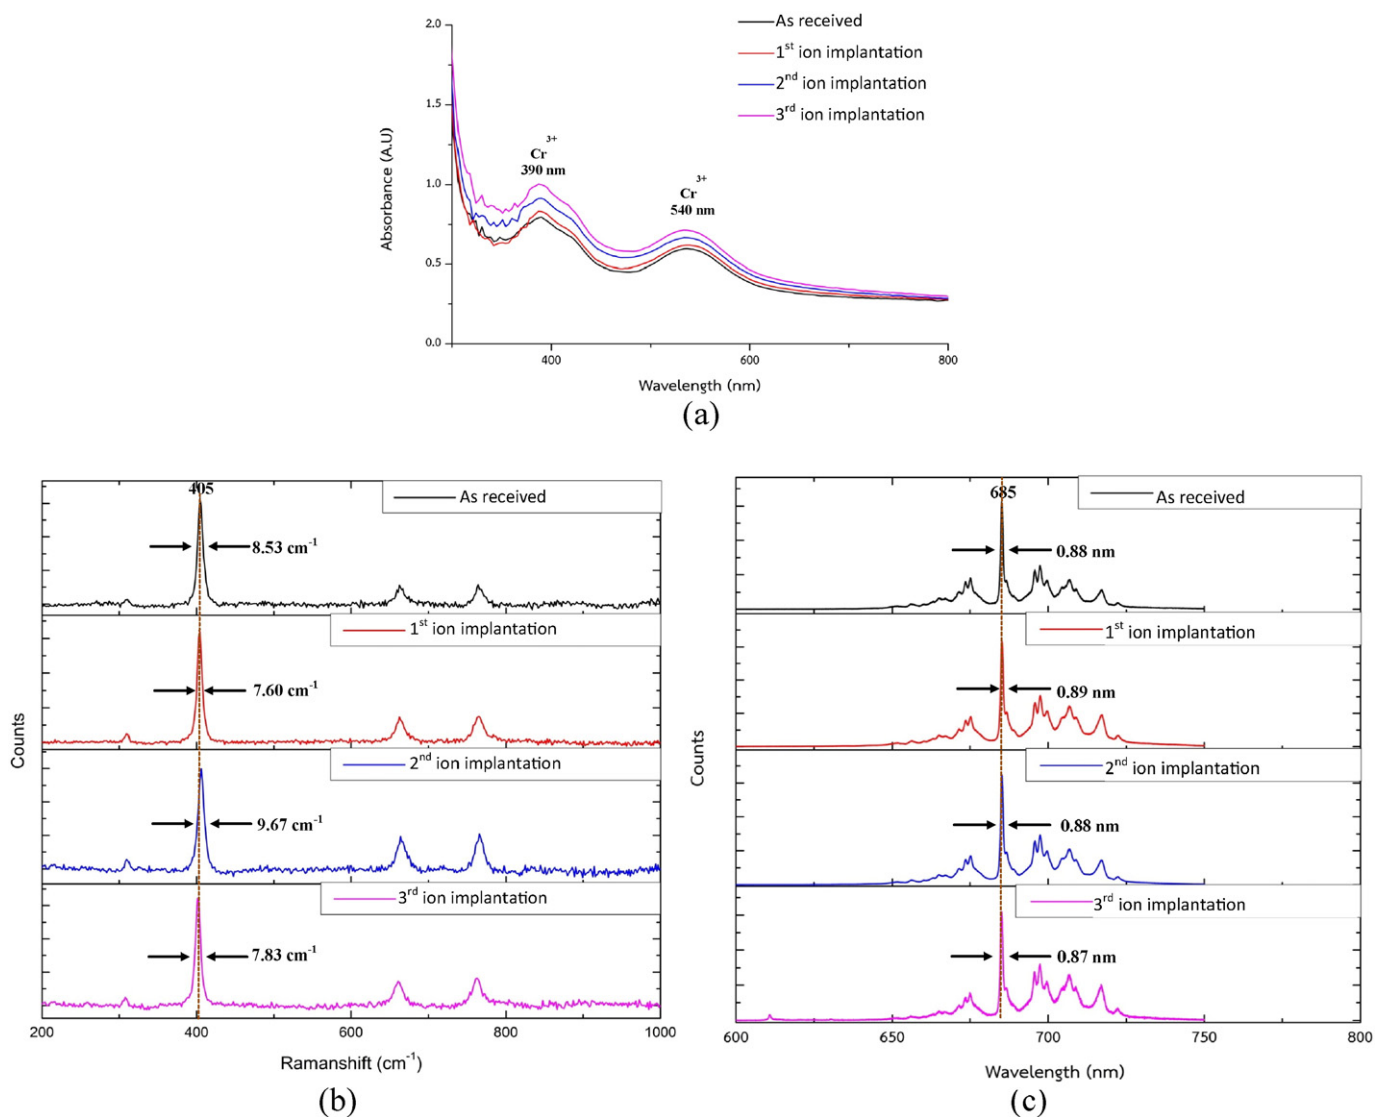 As received
1st ion implantation
2nd ion implantation
3rd ion implantation
2.0
1.5
1.0
0.5
0.0
Absorbance (A.U)
Cr3+
390 nm
Cr3+
540 nm
400
600
800
Wavelength (nm)
(a)
405
As received
8.53 cm-1
1st ion implantation
7.60 cm-1
2nd ion implantation
9.67 cm-1
3rd ion implantation
7.83 cm-1
Counts
200
400
600
800
1000
Ramanshift (cm-1)
(b)
685
As received
0.88 nm
1st ion implantation
0.89 nm
2nd ion implantation
0.88 nm
3rd ion implantation
0.87 nm
Counts
600
650
700
750
800
Wavelength (nm)
(c)